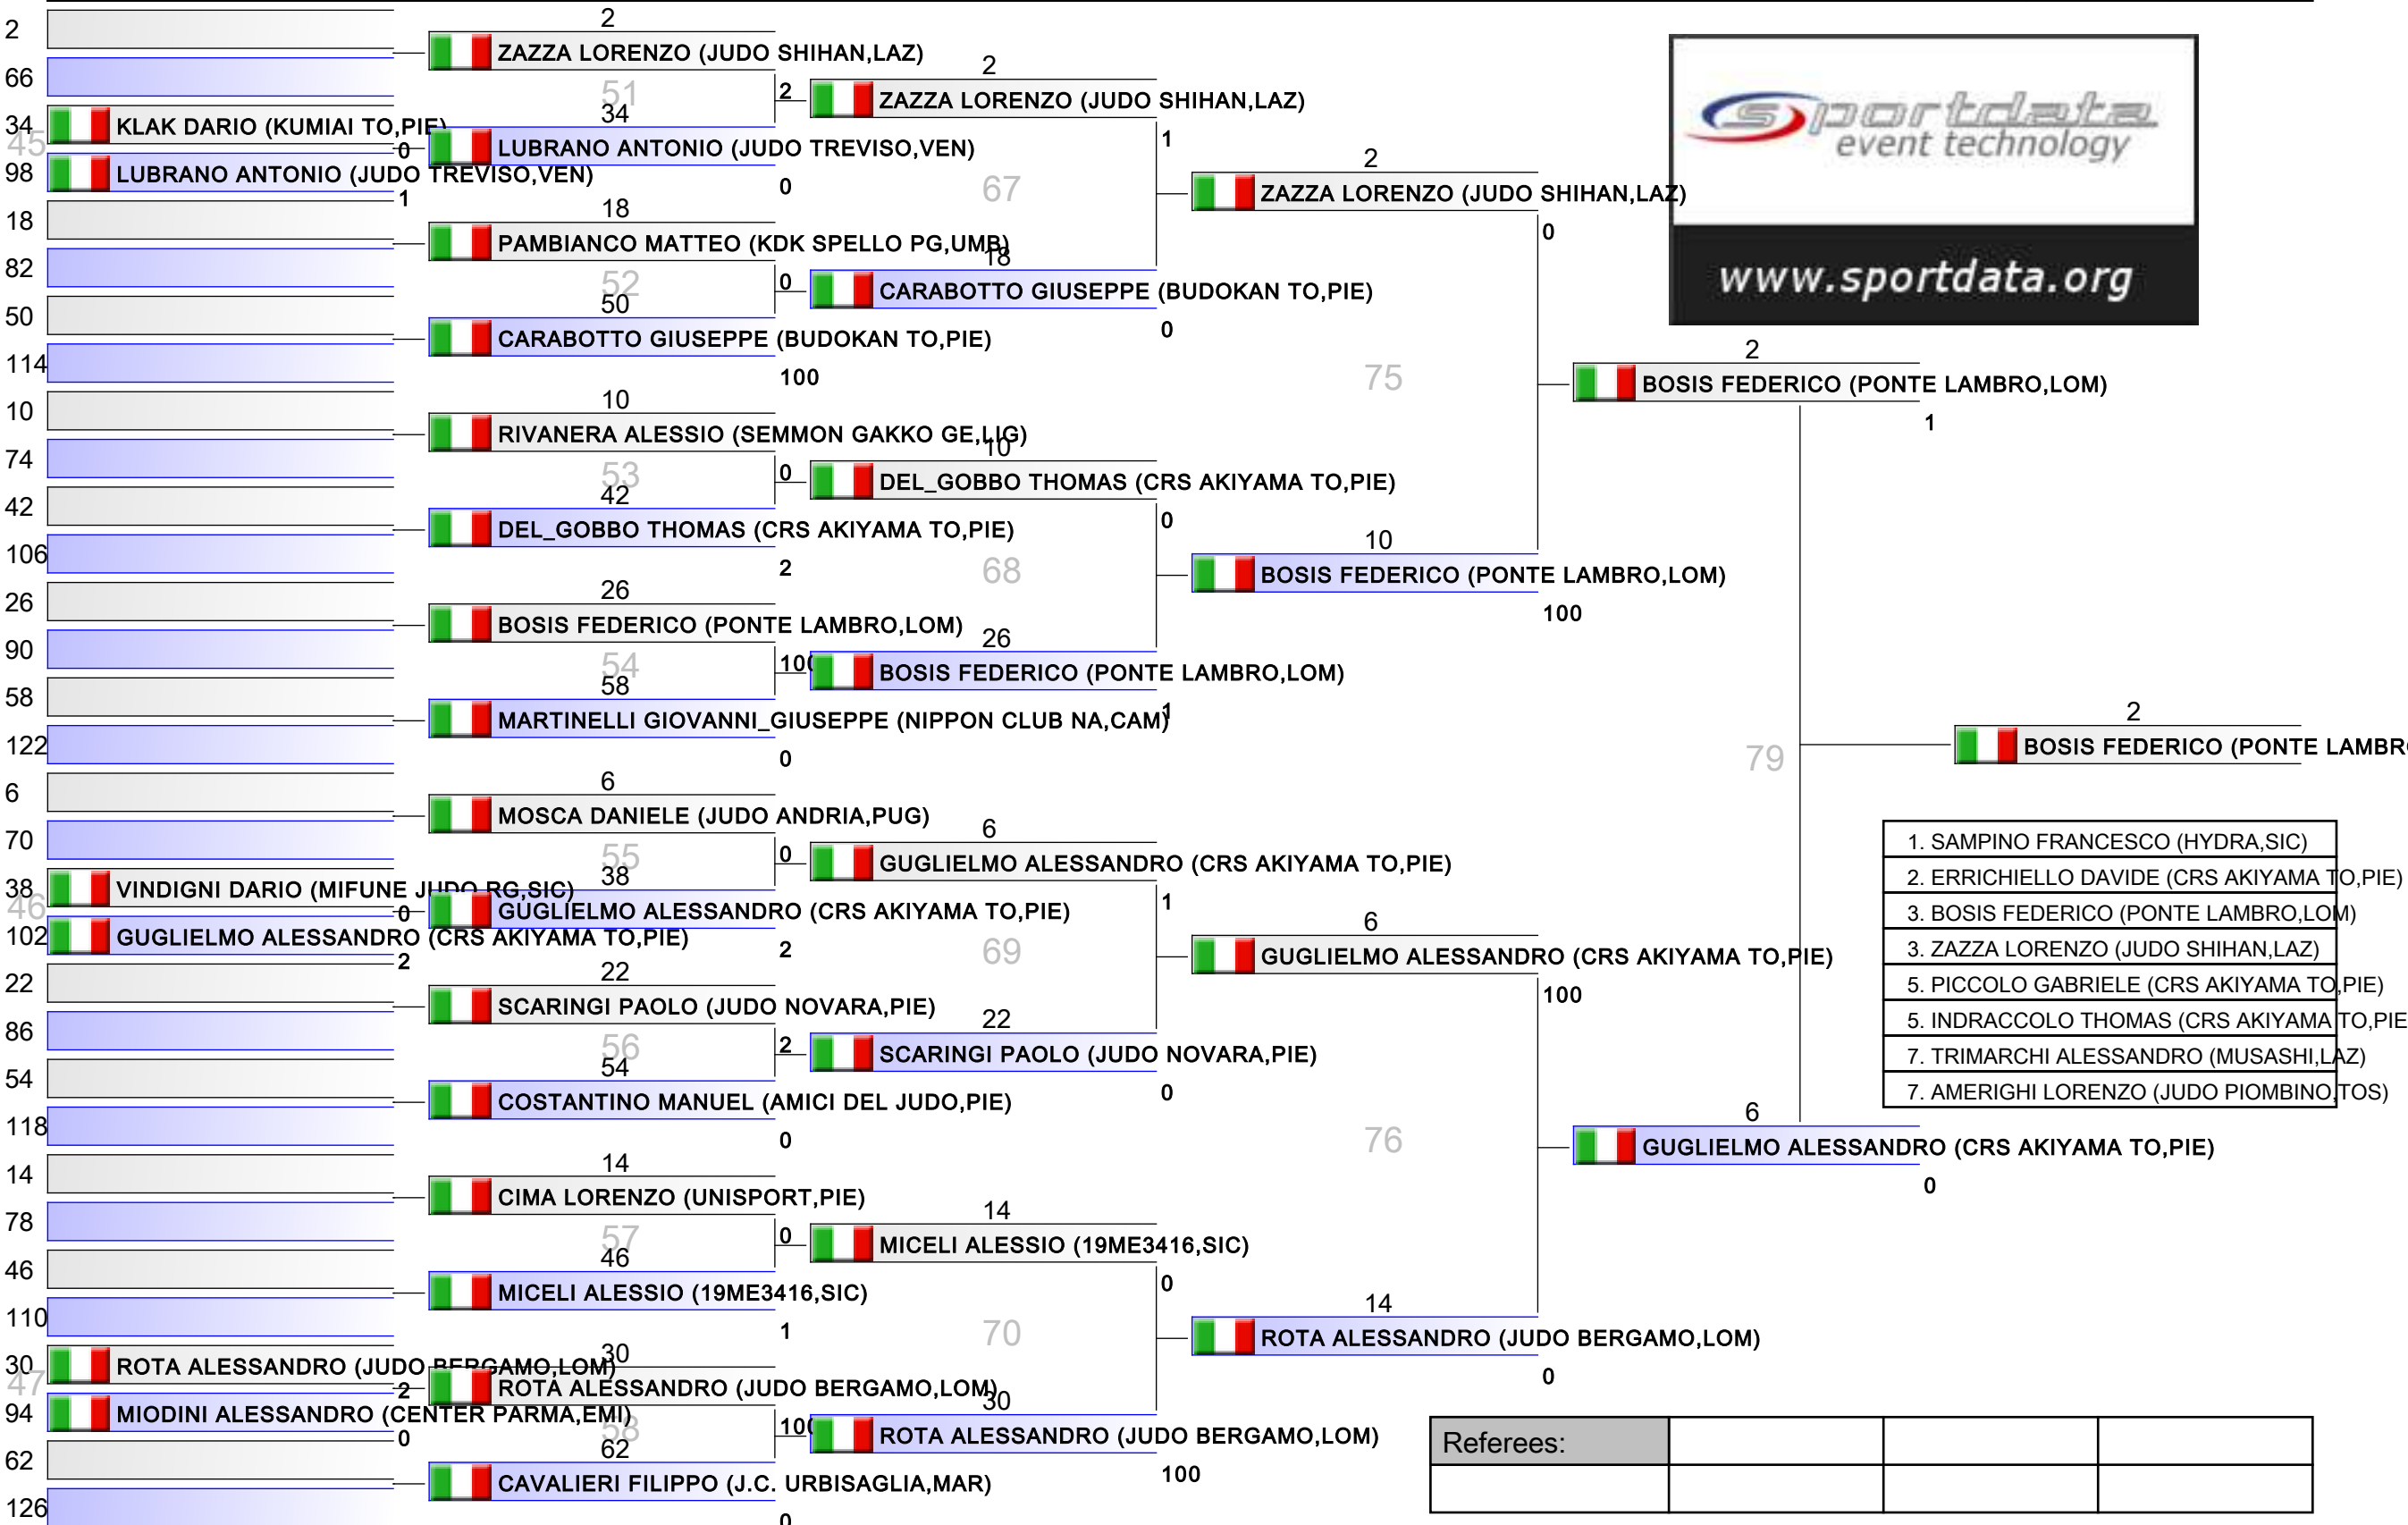 2
66
34
45
98
18
82
50
114
10
74
42
106
26
90
58
122
6
70
38
46
102
22
86
54
118
14
78
46
110
30
47
94
62
126
KLAK DARIO (KUMIAI TO,PIE)
0
LUBRANO ANTONIO (JUDO TREVISO,VEN)
1
VINDIGNI DARIO (MIFUNE JUDO RG,SIC)
0
GUGLIELMO ALESSANDRO (CRS AKIYAMA TO,PIE)
2
ROTA ALESSANDRO (JUDO BERGAMO,LOM)
2
MIODINI ALESSANDRO (CENTER PARMA,EMI)
0
2
ZAZZA LORENZO (JUDO SHIHAN,LAZ)
51
2
34
LUBRANO ANTONIO (JUDO TREVISO,VEN)
0
18
PAMBIANCO MATTEO (KDK SPELLO PG,UMB)
52
0
50
CARABOTTO GIUSEPPE (BUDOKAN TO,PIE)
100
10
RIVANERA ALESSIO (SEMMON GAKKO GE,LIG)
53
0
42
DEL_GOBBO THOMAS (CRS AKIYAMA TO,PIE)
2
26
BOSIS FEDERICO (PONTE LAMBRO,LOM)
54
100
58
MARTINELLI GIOVANNI_GIUSEPPE (NIPPON CLUB NA,CAM)
0
6
MOSCA DANIELE (JUDO ANDRIA,PUG)
55
0
38
GUGLIELMO ALESSANDRO (CRS AKIYAMA TO,PIE)
2
22
SCARINGI PAOLO (JUDO NOVARA,PIE)
56
2
54
COSTANTINO MANUEL (AMICI DEL JUDO,PIE)
0
14
CIMA LORENZO (UNISPORT,PIE)
57
0
46
MICELI ALESSIO (19ME3416,SIC)
1
30
ROTA ALESSANDRO (JUDO BERGAMO,LOM)
58
100
62
CAVALIERI FILIPPO (J.C. URBISAGLIA,MAR)
0
2
ZAZZA LORENZO (JUDO SHIHAN,LAZ)
1
67
18
CARABOTTO GIUSEPPE (BUDOKAN TO,PIE)
0
10
DEL_GOBBO THOMAS (CRS AKIYAMA TO,PIE)
0
68
26
BOSIS FEDERICO (PONTE LAMBRO,LOM)
1
6
GUGLIELMO ALESSANDRO (CRS AKIYAMA TO,PIE)
1
69
22
SCARINGI PAOLO (JUDO NOVARA,PIE)
0
14
MICELI ALESSIO (19ME3416,SIC)
0
70
30
ROTA ALESSANDRO (JUDO BERGAMO,LOM)
100
2
ZAZZA LORENZO (JUDO SHIHAN,LAZ)
0
75
10
BOSIS FEDERICO (PONTE LAMBRO,LOM)
100
6
GUGLIELMO ALESSANDRO (CRS AKIYAMA TO,PIE)
100
76
14
ROTA ALESSANDRO (JUDO BERGAMO,LOM)
0
sportdata
event technology
www.sportdata.org
2
BOSIS FEDERICO (PONTE LAMBRO,LOM)
1
79
6
GUGLIELMO ALESSANDRO (CRS AKIYAMA TO,PIE)
0
2
BOSIS FEDERICO (PONTE LAMBR
1. SAMPINO FRANCESCO (HYDRA,SIC)
2. ERRICHIELLO DAVIDE (CRS AKIYAMA TO,PIE)
3. BOSIS FEDERICO (PONTE LAMBRO,LOM)
3. ZAZZA LORENZO (JUDO SHIHAN,LAZ)
5. PICCOLO GABRIELE (CRS AKIYAMA TO,PIE)
5. INDRACCOLO THOMAS (CRS AKIYAMA TO,PIE
7. TRIMARCHI ALESSANDRO (MUSASHI,LAZ)
7. AMERIGHI LORENZO (JUDO PIOMBINO,TOS)
Referees: